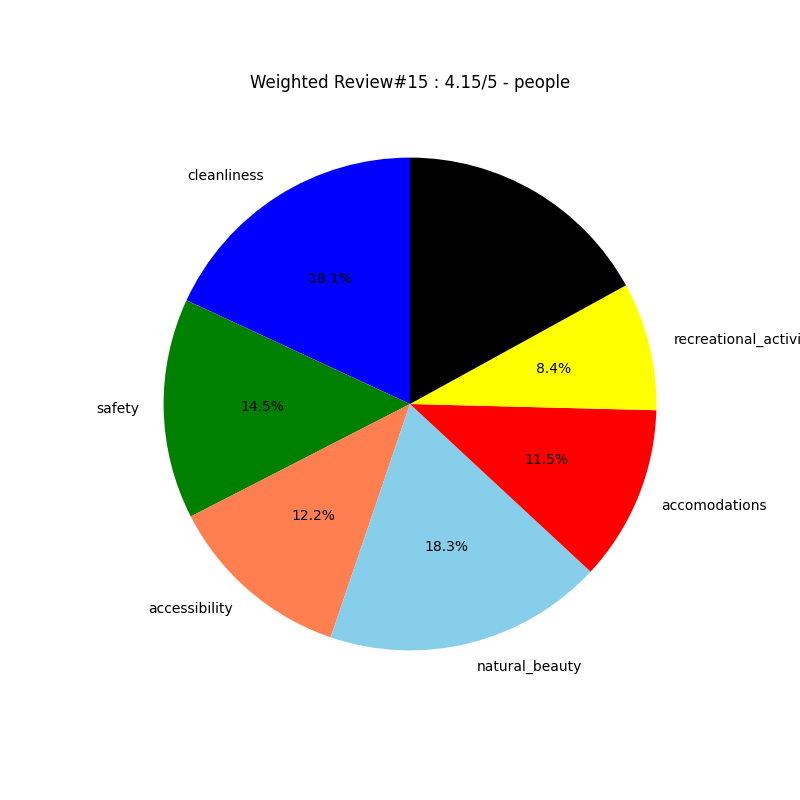 Weighted Review#15 : 4.15/5 - people
cleanliness
18.1%
recreational_activi
8.4%
safety
14.5%
11.5%
accomodations
12.2%
18.3%
accessibility
natural_beauty